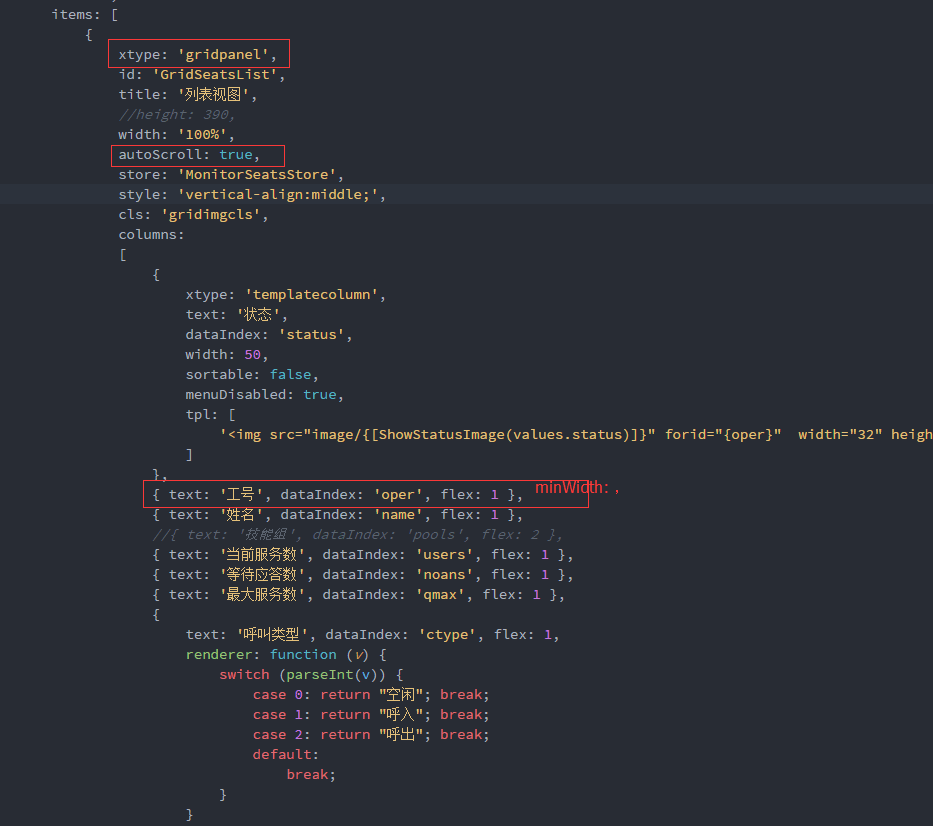 items: [
{
xtype: 'gridpanel',
id: 'GridSeatsList',
title: '列表视图',
//height: 390,
width: '100%',
autoScroll: true,
store: 'MonitorSeatsStore',
style: 'vertical-align:middle;',
cls: 'gridimgcls',
columns:
[
{
xtype: 'templatecolumn',
text: '状态',
dataIndex: 'status',
width: 50,
sortable: false,
menuDisabled: true,
tpl: [
'<img src="image/{[ShowStatusImage(values.status)]}" forid="{oper}"  width="32" heigh
]
},
{ text: '工号', dataIndex: 'oper', flex: 1 }, minWidth: ,
{ text: '姓名', dataIndex: 'name', flex: 1 },
//{ text: '技能组', dataIndex: 'pools', flex: 2 },
{ text: '当前服务数', dataIndex: 'users', flex: 1 },
{ text: '等待应答数', dataIndex: 'noans', flex: 1 },
{ text: '最大服务数', dataIndex: 'qmax', flex: 1 },
{
text: '呼叫类型', dataIndex: 'ctype', flex: 1,
renderer: function (v) {
switch (parseInt(v)) {
case 0: return "空闲"; break;
case 1: return "呼入"; break;
case 2: return "呼出"; break;
default:
break;
}
}